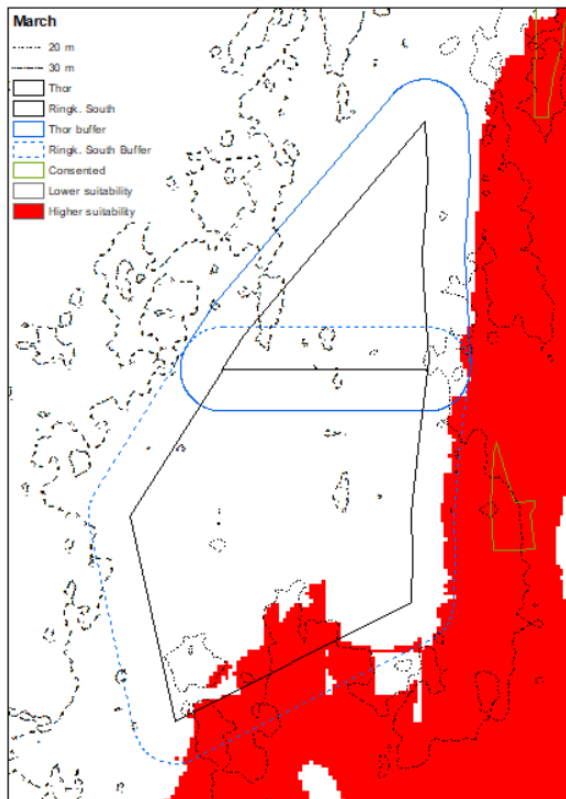 March
20 m
30 m
Thor
Ringk. South
Thor buffer
Ringk. South Buffer
Consented
Lower suitability
Higher suitability